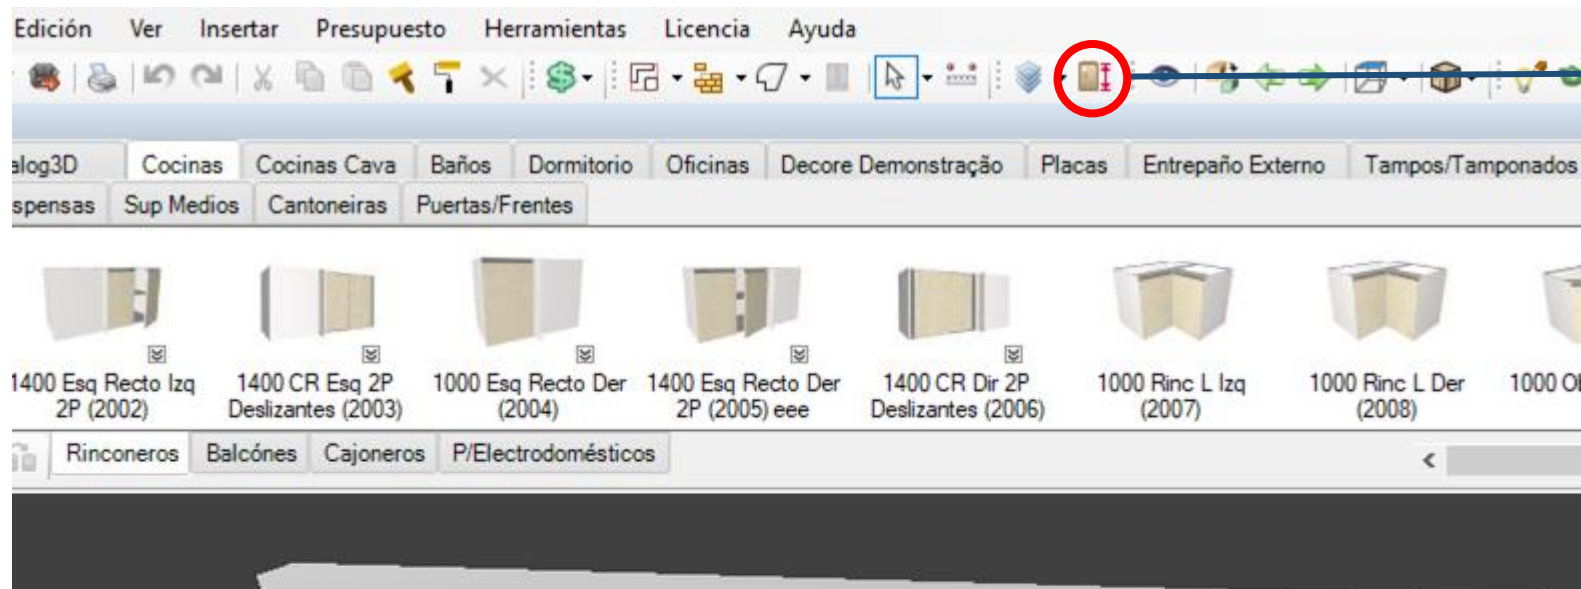 Edición Ver Insertar Presupuesto Herramientas Licencia Ayuda
alog3D Cocinas Cocinas Cava Baños Dormitorio Oficinas Decore Demonstração Placas Entrepaño Externo Tampos/Tamponados
spensas Sup Medios Cantoneiras Puertas/Frentes
1400 Esq Recto Izq 1400 CR Esq 2P 1000 Esq Recto Der 1400 Esq Recto Der 1400 CR Dir 2P 1000 Rinc L Izq 1000 Rinc L Der 1000
2P (2002) Deslizantes (2003) (2004) 2P (2005) eee Deslizantes (2006) (2007) (2008)
Rinconeros Balcónes Cajoneros P/Electrodomésticos